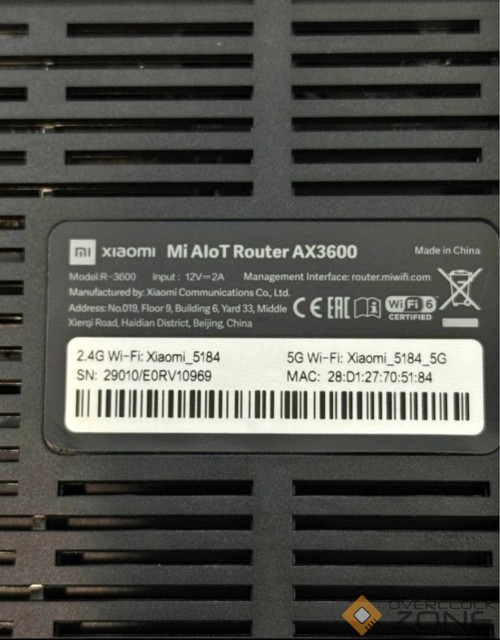 mi xiaomi Mi AIoT Router AX3600 Made in China
Model:R-3600 Input : 12V⎓2A Management Interface: router.miwifi.com
Manufactured by: Xiaomi Communications Co., Ltd.
Address: No.019, Floor 9, Building 6, Yard 33, Middle
Xierqi Road, Haidian District, Beijing, China
CE EAC Wi Fi 6
CERTIFIED
2.4G Wi-Fi: Xiaomi_5184 5G Wi-Fi: Xiaomi_5184_5G
SN: 29010/E0RV10969 MAC: 28:D1:27:70:51:84
OVERCLOCK
ZONE